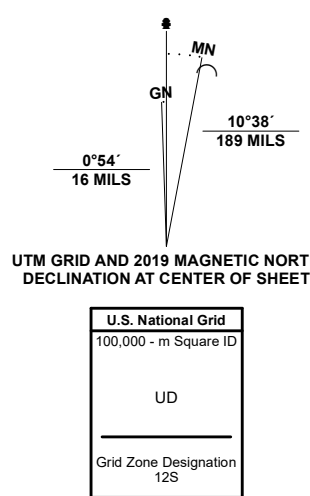 MN
GN
10°38´
189 MILS
0°54´
16 MILS
UTM GRID AND 2019 MAGNETIC NORT
DECLINATION AT CENTER OF SHEET
U.S. National Grid
100,000 - m Square ID
UD
Grid Zone Designation
12S